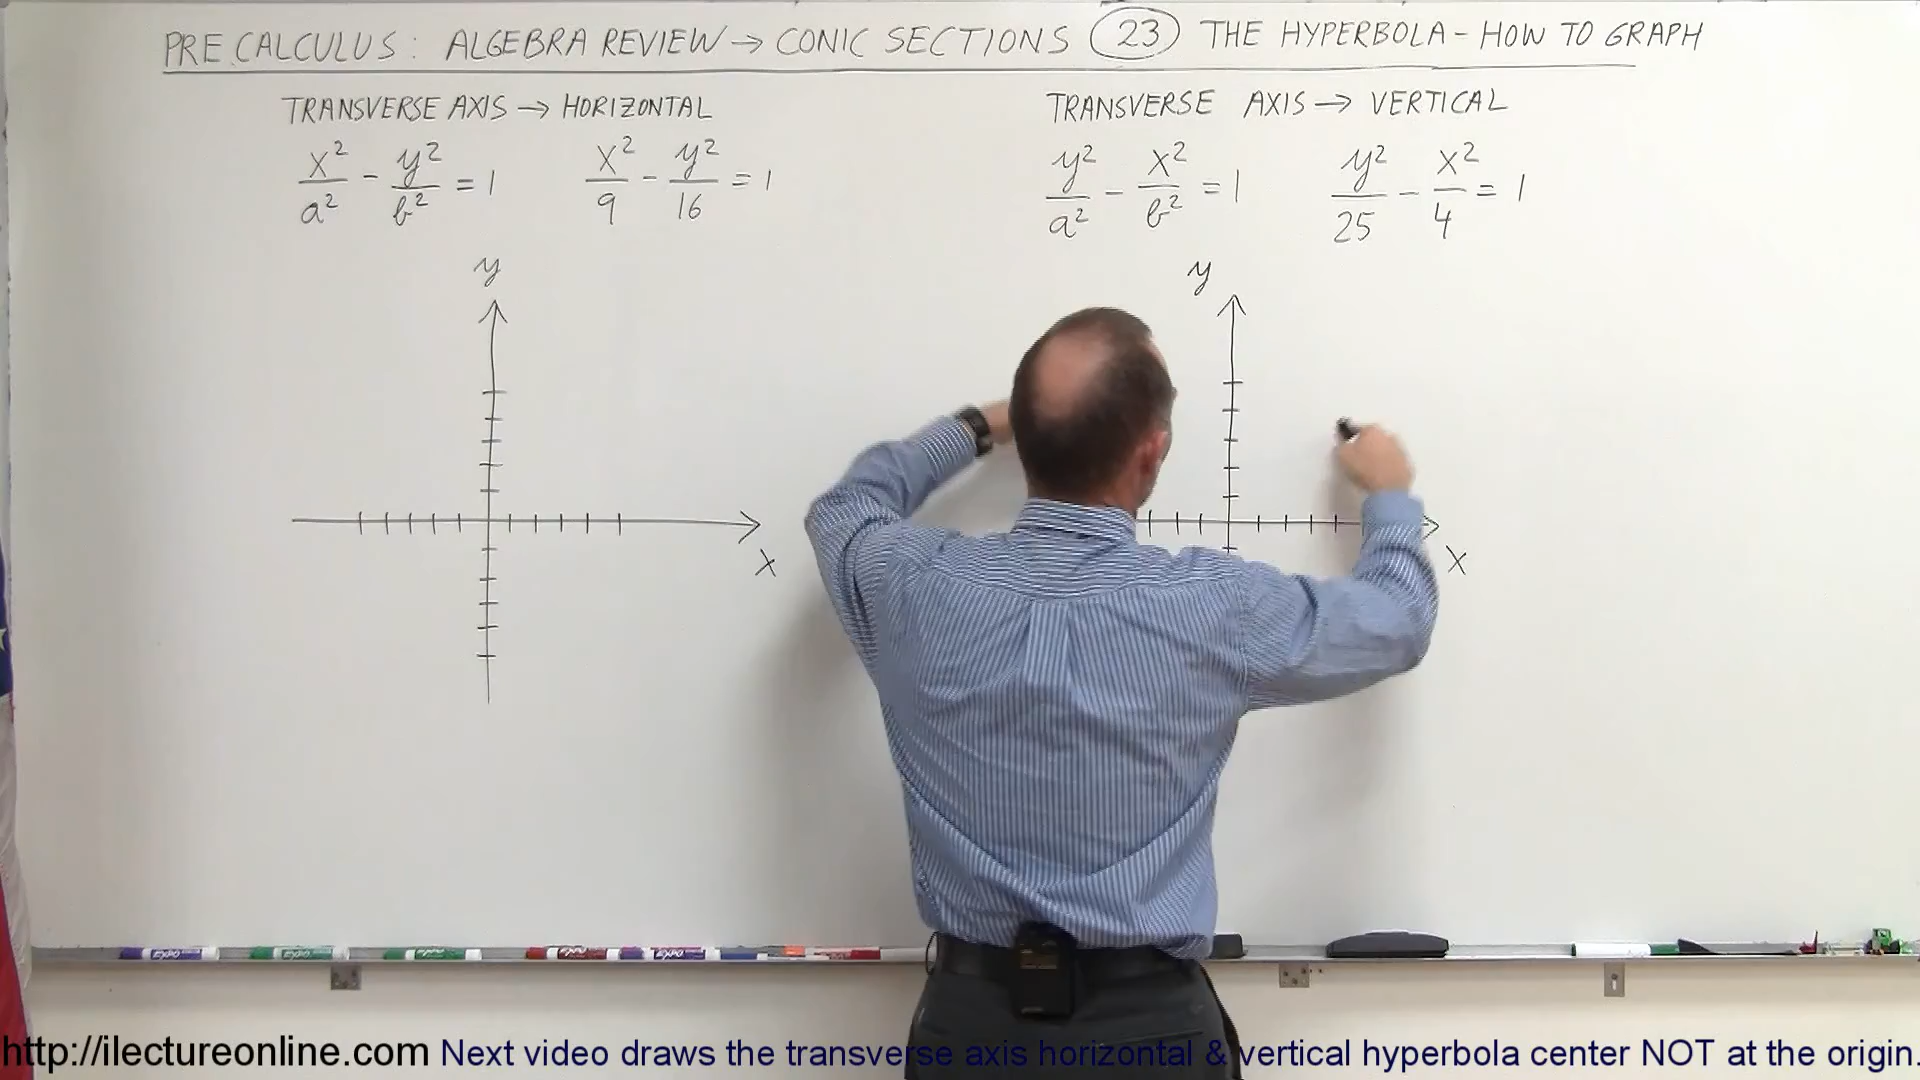 PRE CALCULUS: ALGEBRA REVIEW → CONIC SECTIONS 23 THE HYPERBOLA - HOW TO GRAPH
TRANSVERSE AXIS → HORIZONTAL
x²/a² - y²/b² = 1 x²/9 - y²/16 = 1
y
x
TRANSVERSE AXIS → VERTICAL
y²/a² - x²/b² = 1 y²/25 - x²/4 = 1
y
x
EXPO
EXPO
http://ilectureonline.com Next video draws the transverse axis horizontal & vertical hyperbola center NOT at the origin.